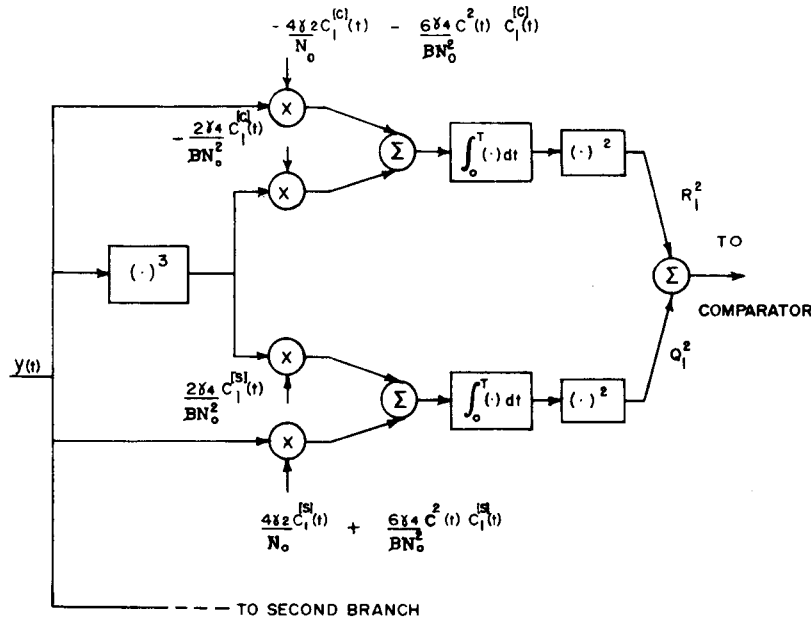 - 4γ2/N₀ C₁^[C](t) - 6γ4/BN₀² C²(t) C₁^[C](t)
X
- 2γ4/BN₀² C₁^[C](t)
Σ
∫₀ᵀ(·)dt
(·)²
X
R₁²
(·)³
TO
Σ
COMPARATOR
Y(t)
X
Q₁²
2γ4/BN₀² C₁^[S](t)
Σ
∫₀ᵀ(·)dt
(·)²
X
4γ2/N₀ C₁^[S](t) + 6γ4/BN₀² C²(t) C₁^[S](t)
TO SECOND BRANCH